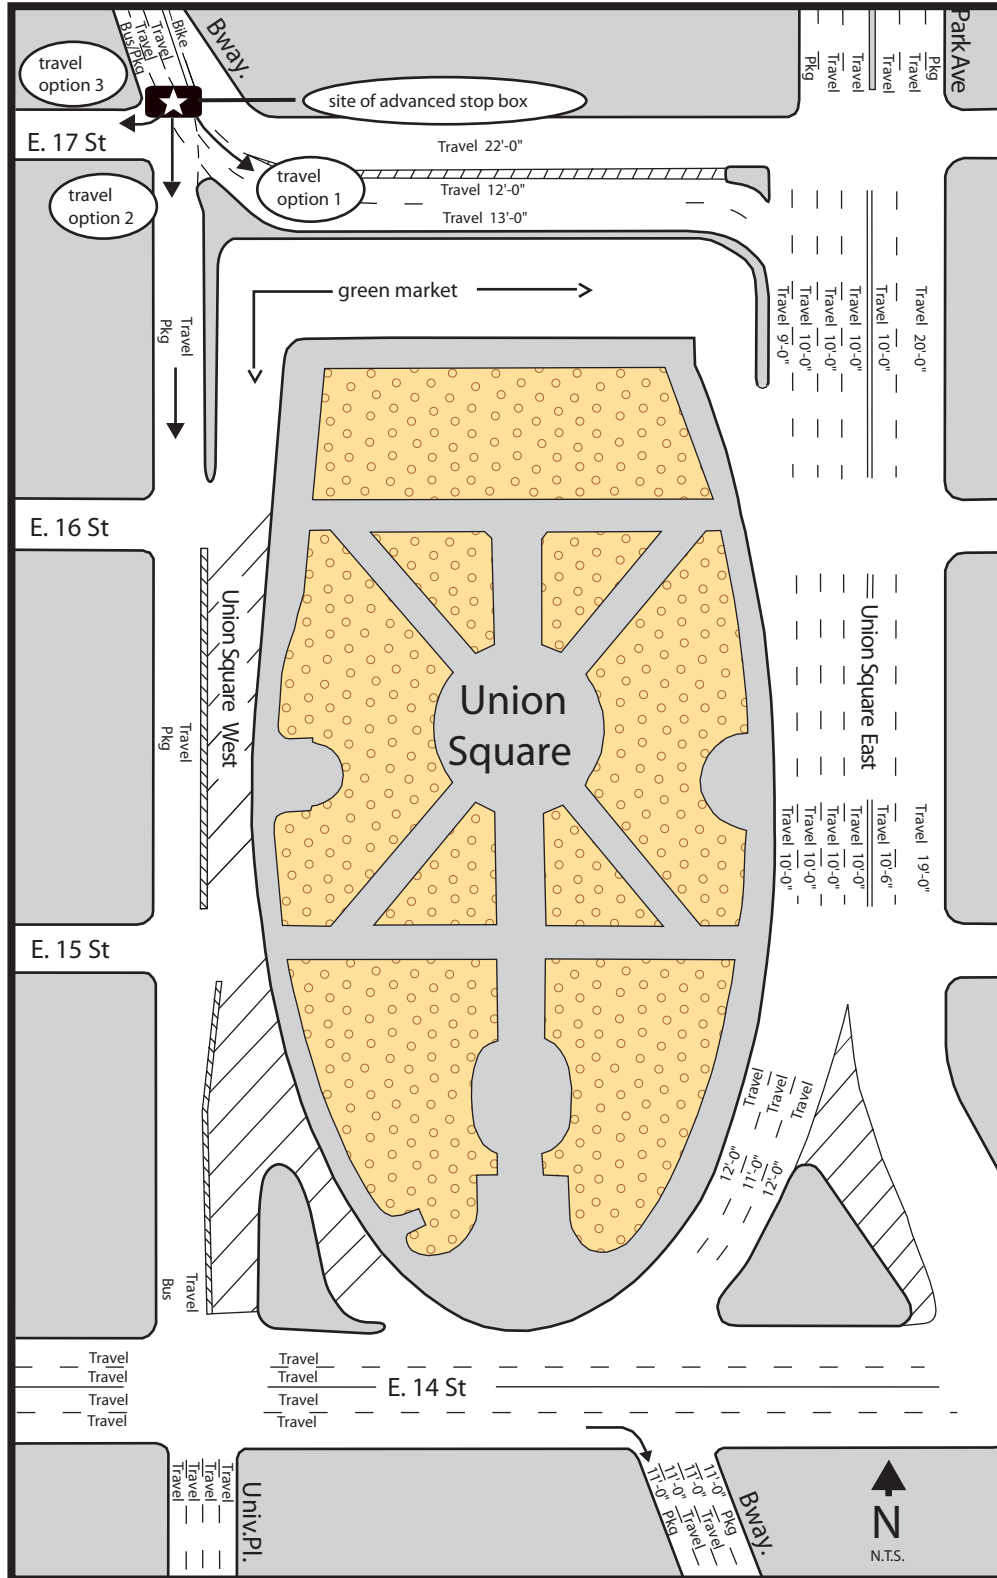 Bus/Pkg
Travel
Travel
Bike
Bway.
Pkg
Travel
Travel
Travel
Travel
Pkg
Park Ave
travel
option 3
site of advanced stop box
E. 17 St
Travel 22'-0"
travel
option 1
Travel 12'-0"
Travel 13'-0"
travel
option 2
green market
Travel
Pkg
Travel 9'-0"
Travel 10'-0"
Travel 10'-0"
Travel 10'-0"
Travel 10'-0"
Travel 20'-0"
E. 16 St
Union Square West
Travel
Pkg
Union
Square
Union Square East
Travel 10'-0"
Travel 10'-0"
Travel 10'-0"
Travel 10'-0"
Travel 10'-6"
Travel 19'-0"
E. 15 St
Travel
Travel
Travel
12'-0"
11'-0"
12'-0"
Travel
Bus
Travel
Travel
Travel
Travel
Travel
Travel
Travel
Travel
E. 14 St
Travel
Travel
Travel
Travel
Univ.Pl.
11'-0" Pkg
11'-0" Travel
11'-0" Travel
11'-0" Pkg
Bway.
N
N.T.S.